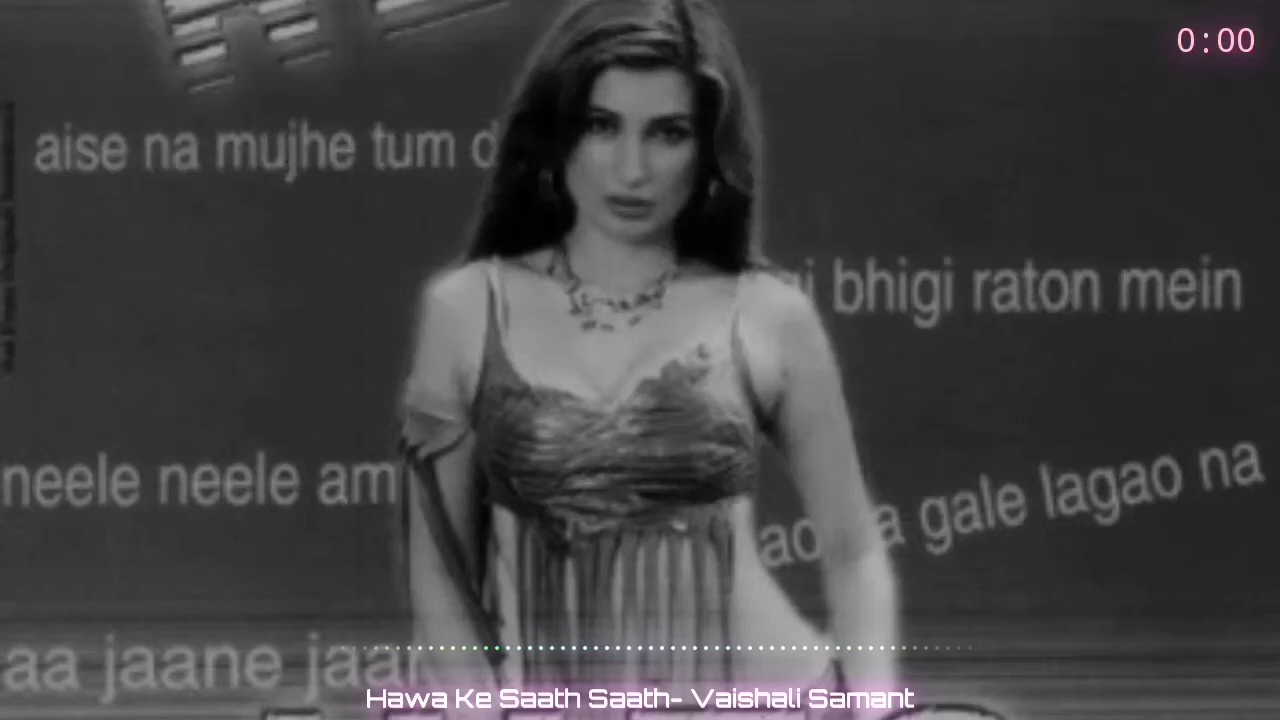 0:00
aise na mujhe tum d
bhigi raton mein
neele neele am
gale lagao na
aa jaane jaa
Hawa Ke Saath Saath- Vaishali Samant